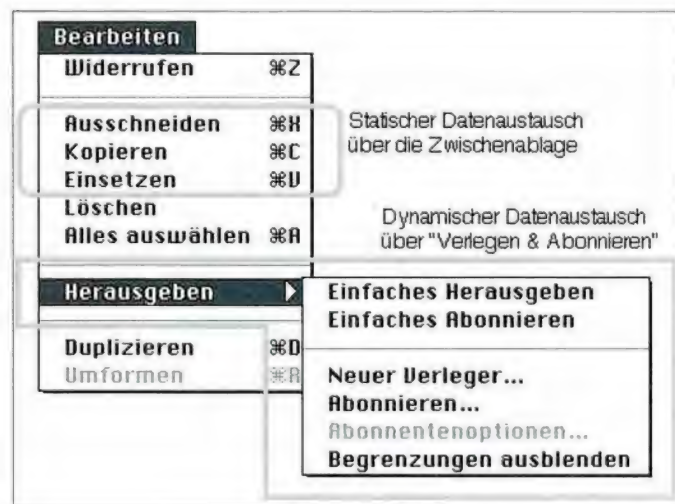 Bearbeiten
Widerrufen ⌘Z
Ausschneiden ⌘X
Kopieren ⌘C
Einsetzen ⌘V
Löschen
Alles auswählen ⌘A
Statischer Datenaustausch
über die Zwischenablage
Dynamischer Datenaustausch
über "Verlegen & Abonnieren"
Herausgeben
Duplizieren ⌘D
Umformen ⌘R
Einfaches Herausgeben
Einfaches Abonnieren
Neuer Verleger...
Abonnieren...
Abonnentenoptionen...
Begrenzungen ausblenden